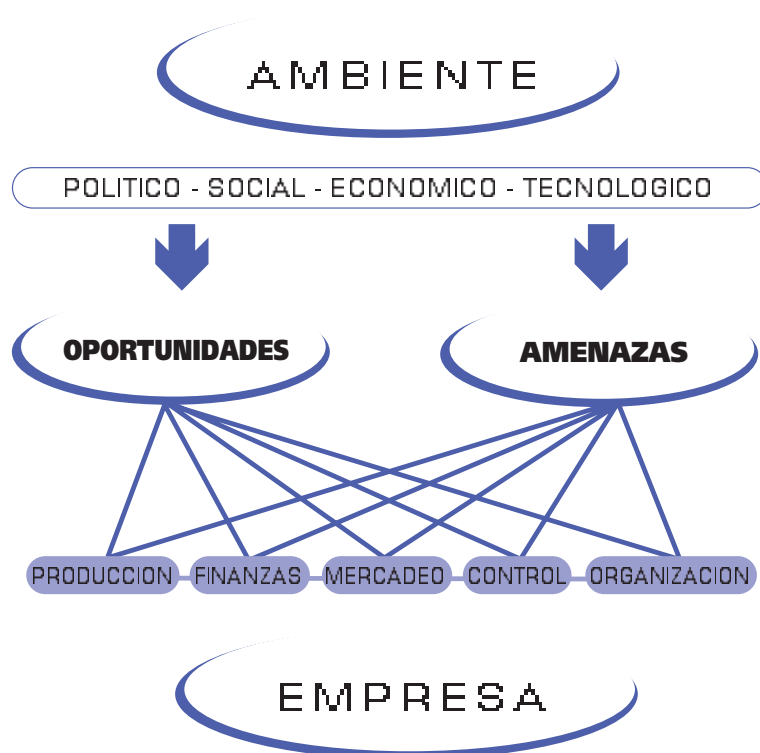 AMBIENTE
POLITICO - SOCIAL - ECONOMICO - TECNOLOGICO
OPORTUNIDADES AMENAZAS
PRODUCCION FINANZAS MERCADEO CONTROL ORGANIZACION
EMPRESA